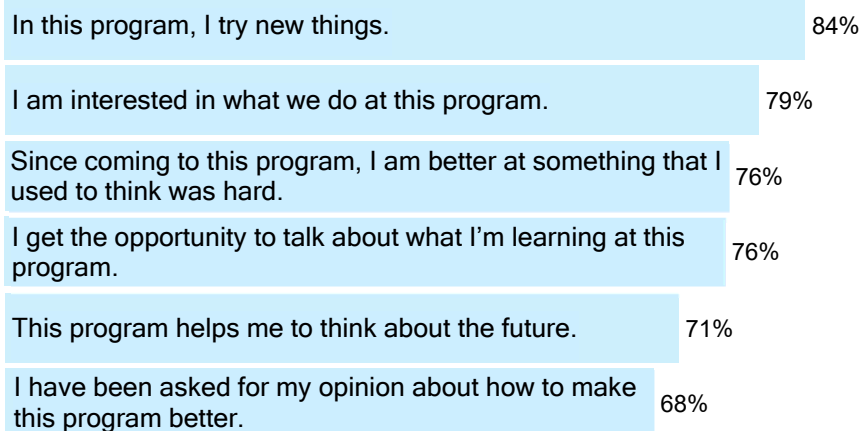 In this program, I try new things. 84%
I am interested in what we do at this program. 79%
Since coming to this program, I am better at something that I
used to think was hard. 76%
I get the opportunity to talk about what I’m learning at this
program. 76%
This program helps me to think about the future. 71%
I have been asked for my opinion about how to make
this program better. 68%